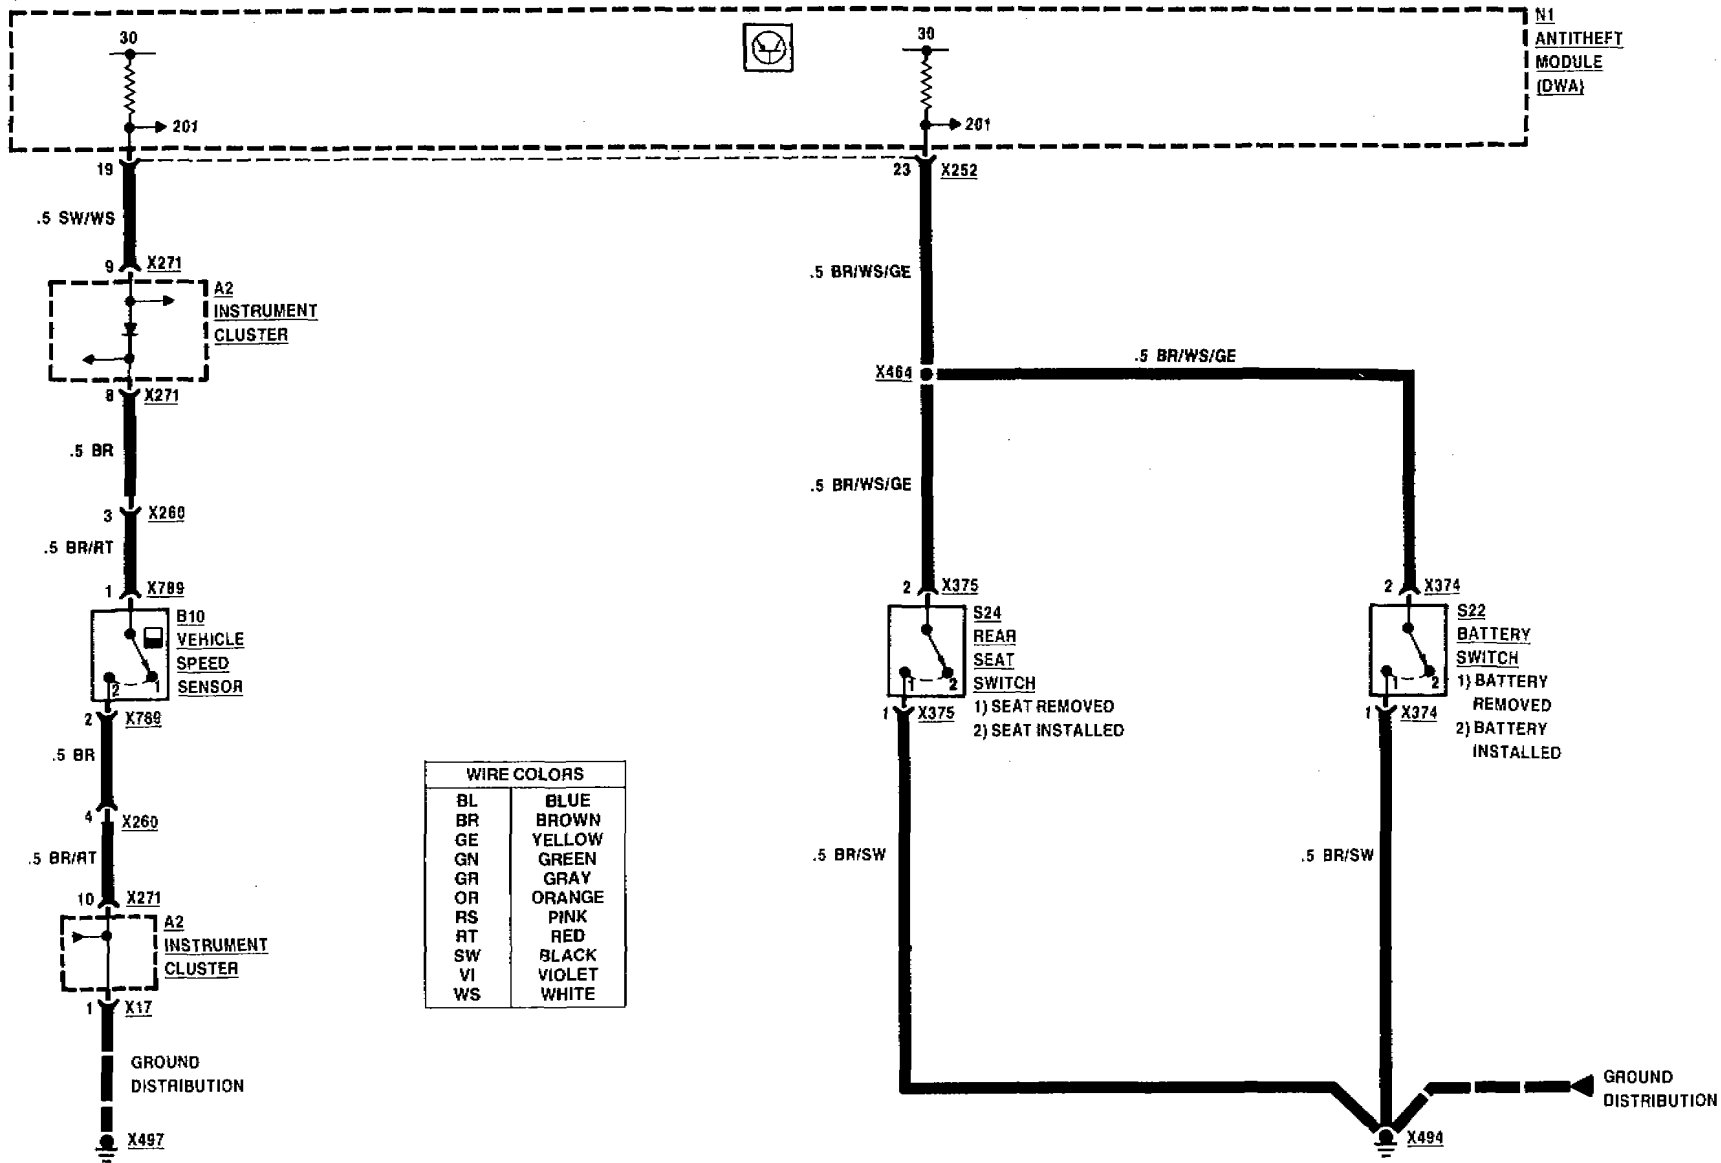 N1
ANTITHEFT
MODULE
(DWA)
30
30
201
201
19
23 X252
.5 SW/WS
9 X271
A2
INSTRUMENT
CLUSTER
.5 BR/WS/GE
X464
.5 BR/WS/GE
8 X271
.5 BR
.5 BR/WS/GE
3 X260
.5 BR/RT
1 X789
B10
VEHICLE
SPEED
SENSOR
2 1
2 X789
2 X375
S24
REAR
SEAT
SWITCH
1) SEAT REMOVED
2) SEAT INSTALLED
1 2
1 X375
2 X374
S22
BATTERY
SWITCH
1) BATTERY
REMOVED
2) BATTERY
INSTALLED
1 2
1 X374
.5 BR
4 X260
.5 BR/RT
10 X271
A2
INSTRUMENT
CLUSTER
1 X17
GROUND
DISTRIBUTION
X497
WIRE COLORS
BL BLUE
BR BROWN
GE YELLOW
GN GREEN
GR GRAY
OR ORANGE
RS PINK
RT RED
SW BLACK
VI VIOLET
WS WHITE
.5 BR/SW
.5 BR/SW
GROUND
DISTRIBUTION
X494